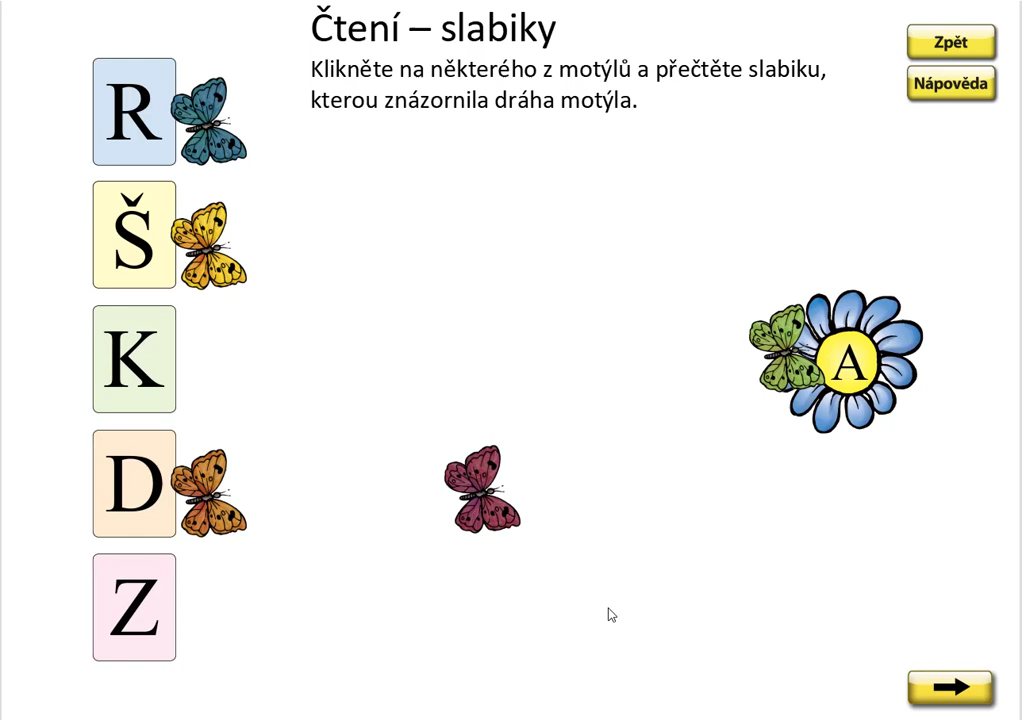 Čtení – slabiky
Klikněte na některého z motýlů a přečtěte slabiku,
kterou znázornila dráha motýla.
Zpět
Nápověda
R
Š
K
D
Z
A